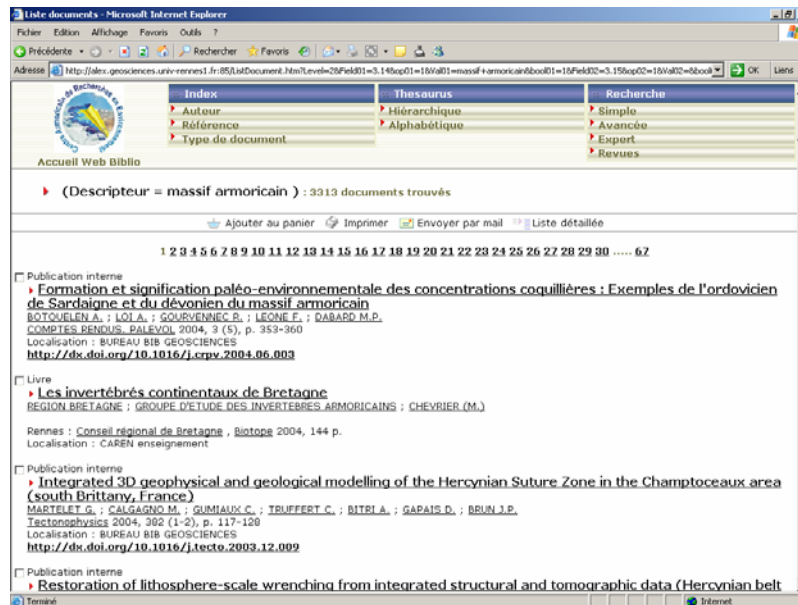 Liste documents - Microsoft Internet Explorer
Fichier Edition Affichage Favoris Outils ?
Précédente Rechercher Favoris
Adresse http://alex.geosciences.univ-rennes1.fr:85/ListDocument.htm?Level=2&Field01=3.14&op01=1&Val01=massif+armoricain&bool01=1&Field02=3.15&op02=1&Val02=&bool OK Liens
Centre Armoricain de Recherches en Environnement
Index Thesaurus Recherche
Auteur Hiérarchique Simple
Référence Alphabétique Avancée
Type de document Expert
Revues
Accueil Web Biblio
(Descripteur = massif armoricain ) : 3313 documents trouvés
Ajouter au panier Imprimer Envoyer par mail Liste détaillée
1 2 3 4 5 6 7 8 9 10 11 12 13 14 15 16 17 18 19 20 21 22 23 24 25 26 27 28 29 30 ..... 67
Publication interne
Formation et signification paléo-environnementale des concentrations coquillières : Exemples de l'ordovicien
de Sardaigne et du dévonien du massif armoricain
BOTQUELEN A. ; LOI A. ; GOURVENNEC R. ; LEONE F. ; DABARD M.P.
COMPTES RENDUS. PALEVOL 2004, 3 (5), p. 353-360
Localisation : BUREAU BIB GEOSCIENCES
http://dx.doi.org/10.1016/j.crpv.2004.06.003
Livre
Les invertébrés continentaux de Bretagne
REGION BRETAGNE ; GROUPE D'ETUDE DES INVERTEBRES ARMORICAINS ; CHEVRIER (M.)
Rennes : Conseil régional de Bretagne , Biotope 2004, 144 p.
Localisation : CAREN enseignement
Publication interne
Integrated 3D geophysical and geological modelling of the Hercynian Suture Zone in the Champtoceaux area
(south Brittany, France)
MARTELET G. ; CALCAGNO M. ; GUMIAUX C. ; TRUFFERT C. ; BITRI A. ; GAPAIS D. ; BRUN J.P.
Tectonophysics 2004, 382 (1-2), p. 117-128
Localisation : BUREAU BIB GEOSCIENCES
http://dx.doi.org/10.1016/j.tecto.2003.12.009
Publication interne
Restoration of lithosphere-scale wrenching from integrated structural and tomographic data (Hercynian belt
Terminé Internet